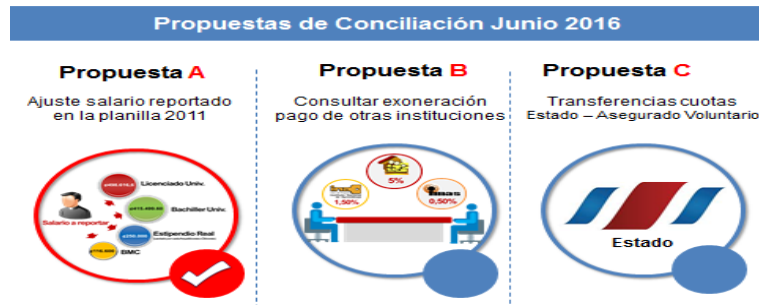 Propuestas de Conciliación Junio 2016
Propuesta A
Ajuste salario reportado
en la planilla 2011
Licenciado Univ.
Bachiller Univ.
Salario a reportar
Estipendio Real
BMC
Propuesta B
Consultar exoneración
pago de otras instituciones
5%
1,50%
0,50%
Propuesta C
Transferencias cuotas
Estado – Asegurado Voluntario
Estado